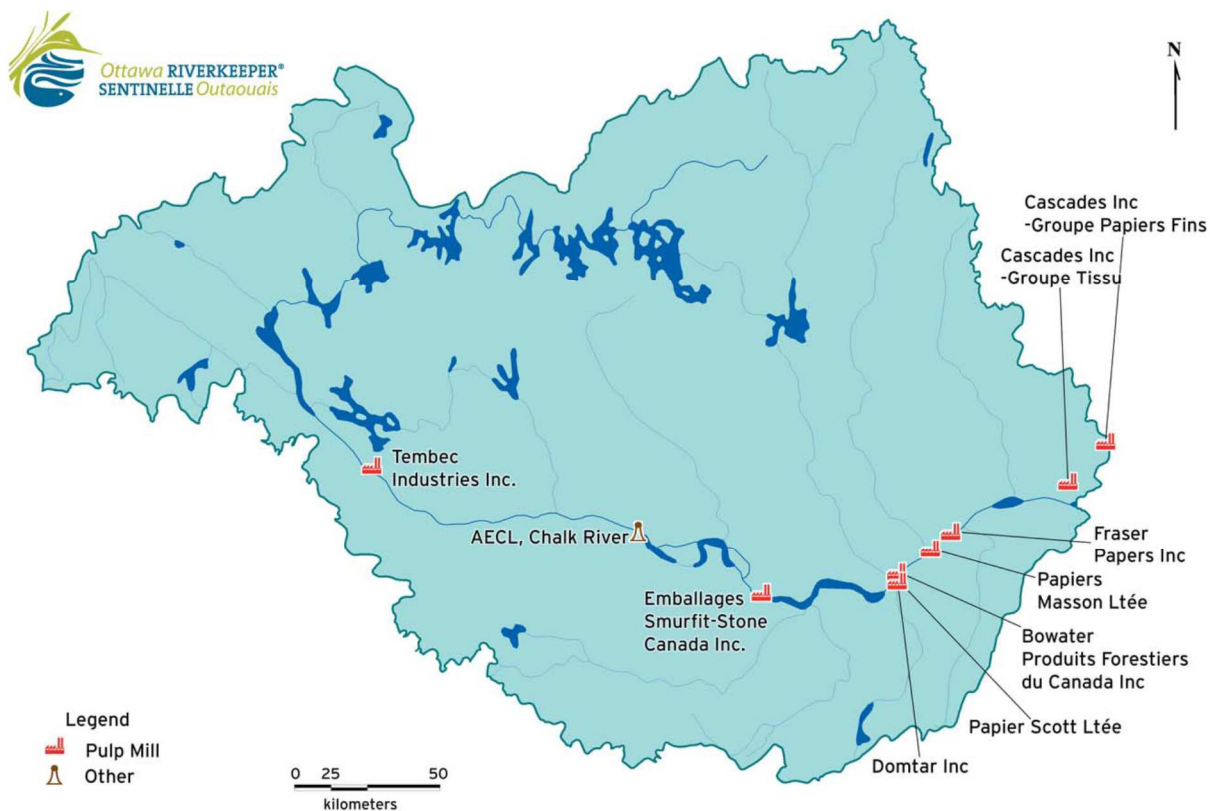 Ottawa RIVERKEEPER®
SENTINELLE Outaouais
N
Cascades Inc
-Groupe Papiers Fins
Cascades Inc
-Groupe Tissu
Tembec
Industries Inc.
AECL, Chalk River
Emballages
Smurfit-Stone
Canada Inc.
Fraser
Papers Inc
Papiers
Masson Ltée
Bowater
Produits Forestiers
du Canada Inc
Papier Scott Ltée
Domtar Inc
Legend
Pulp Mill
Other
0 25 50
kilometers